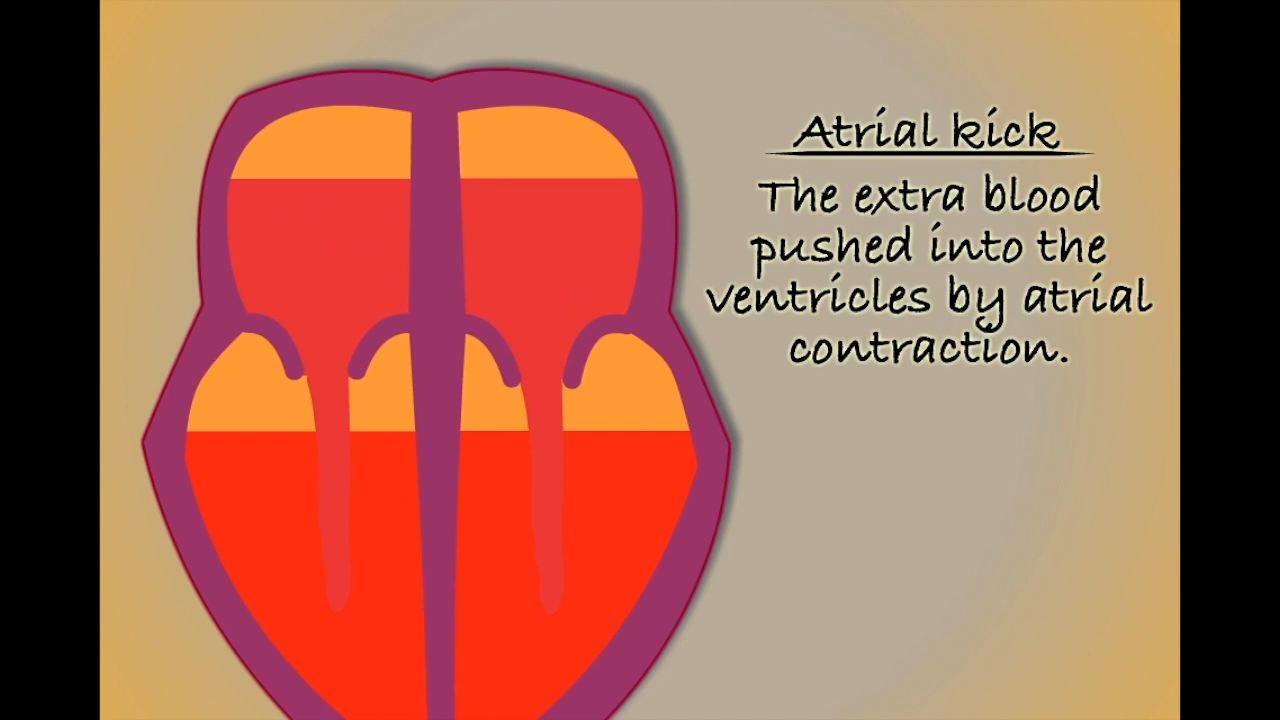 Atrial kick
The extra blood
pushed into the
ventricles by atrial
contraction.